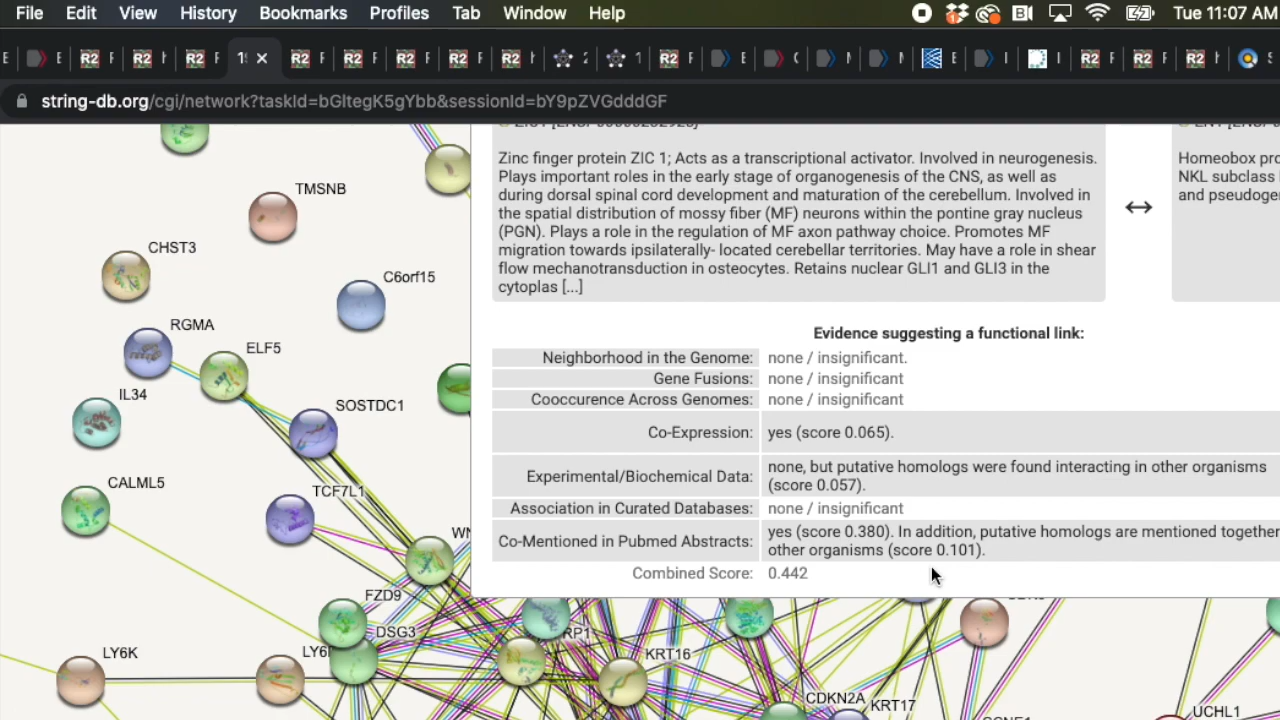 File Edit View History Bookmarks Profiles Tab Window Help Tue 11:07 AM
string-db.org/cgi/network?taskId=bGltegK5gYbb&sessionId=bY9pZVGdddGF
Zinc finger protein ZIC 1; Acts as a transcriptional activator. Involved in neurogenesis.
Plays important roles in the early stage of organogenesis of the CNS, as well as
during dorsal spinal cord development and maturation of the cerebellum. Involved in
the spatial distribution of mossy fiber (MF) neurons within the pontine gray nucleus
(PGN). Plays a role in the regulation of MF axon pathway choice. Promotes MF
migration towards ipsilaterally- located cerebellar territories. May have a role in shear
flow mechanotransduction in osteocytes. Retains nuclear GLI1 and GLI3 in the
cytoplas [...]
Homeobox pro
NKL subclass
and pseudoge
Evidence suggesting a functional link:
Neighborhood in the Genome: none / insignificant.
Gene Fusions: none / insignificant
Cooccurence Across Genomes: none / insignificant
Co-Expression: yes (score 0.065).
Experimental/Biochemical Data: none, but putative homologs were found interacting in other organisms
(score 0.057).
Association in Curated Databases: none / insignificant
Co-Mentioned in Pubmed Abstracts: yes (score 0.380). In addition, putative homologs are mentioned together
other organisms (score 0.101).
Combined Score: 0.442
TMSNB
CHST3
C6orf15
RGMA
ELF5
IL34
SOSTDC1
CALML5
TCF7L1
WN
FZD9
DSG3
LY6K
KRT16
CDKN2A
KRT17
UCHL1